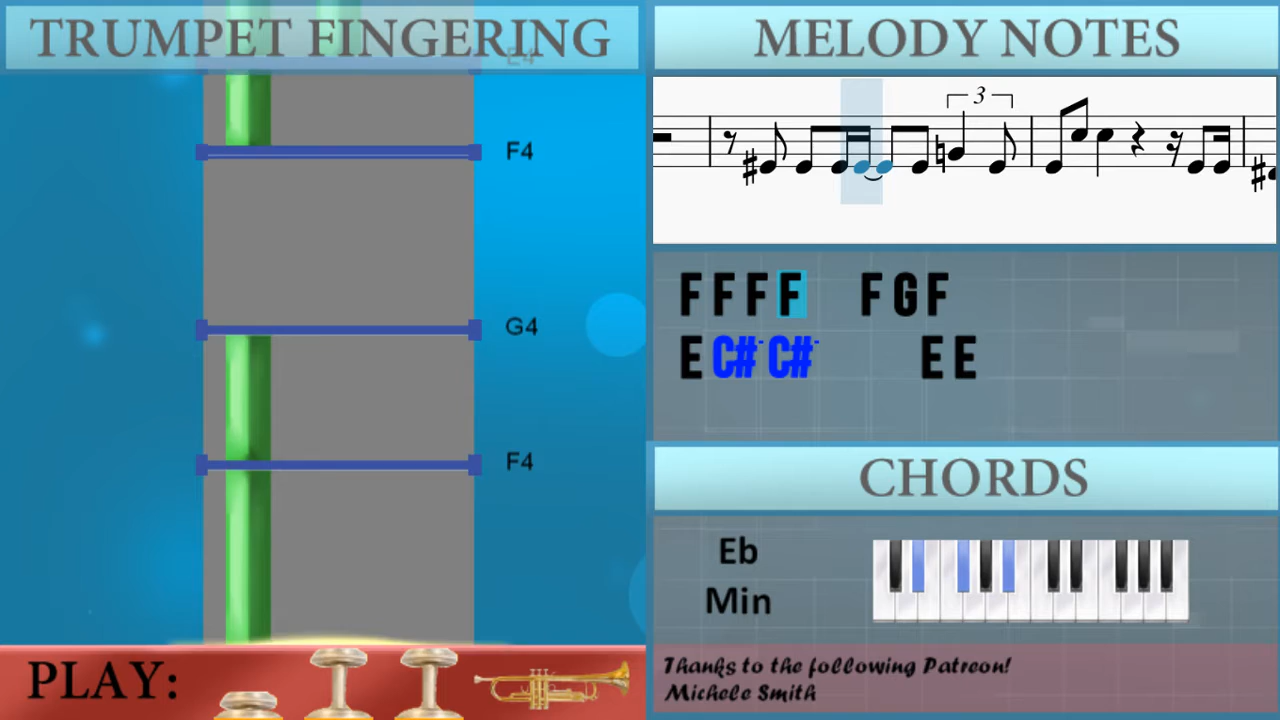 TRUMPET FINGERING
E4
F4
G4
F4
PLAY:
MELODY NOTES
3
F F F F F G F
E C#- C#- E E
CHORDS
Eb
Min
Thanks to the following Patreon!
Michele Smith